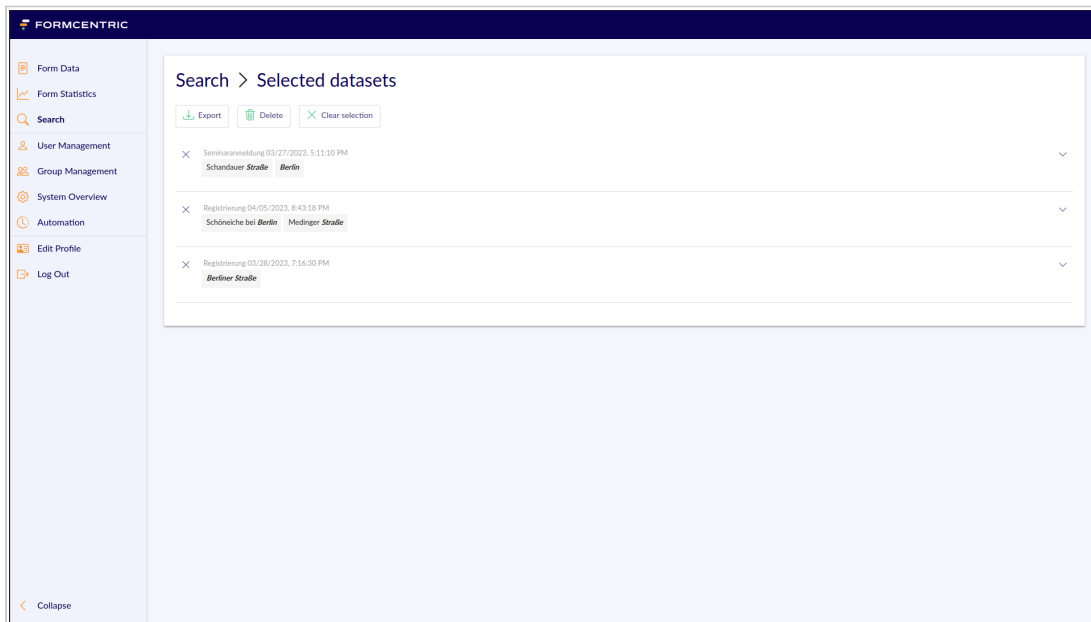 FORMCENTRIC
Form Data
Form Statistics
Search
User Management
Group Management
System Overview
Automation
Edit Profile
Log Out
Collapse
Search > Selected datasets
Export Delete Clear selection
Seminaranmeldung 03/27/2023, 5:11:10 PM
Schandauer Straße Berlin
Registrierung 04/05/2023, 8:43:18 PM
Schöneiche bei Berlin Medinger Straße
Registrierung 03/28/2023, 7:16:30 PM
Berliner Straße